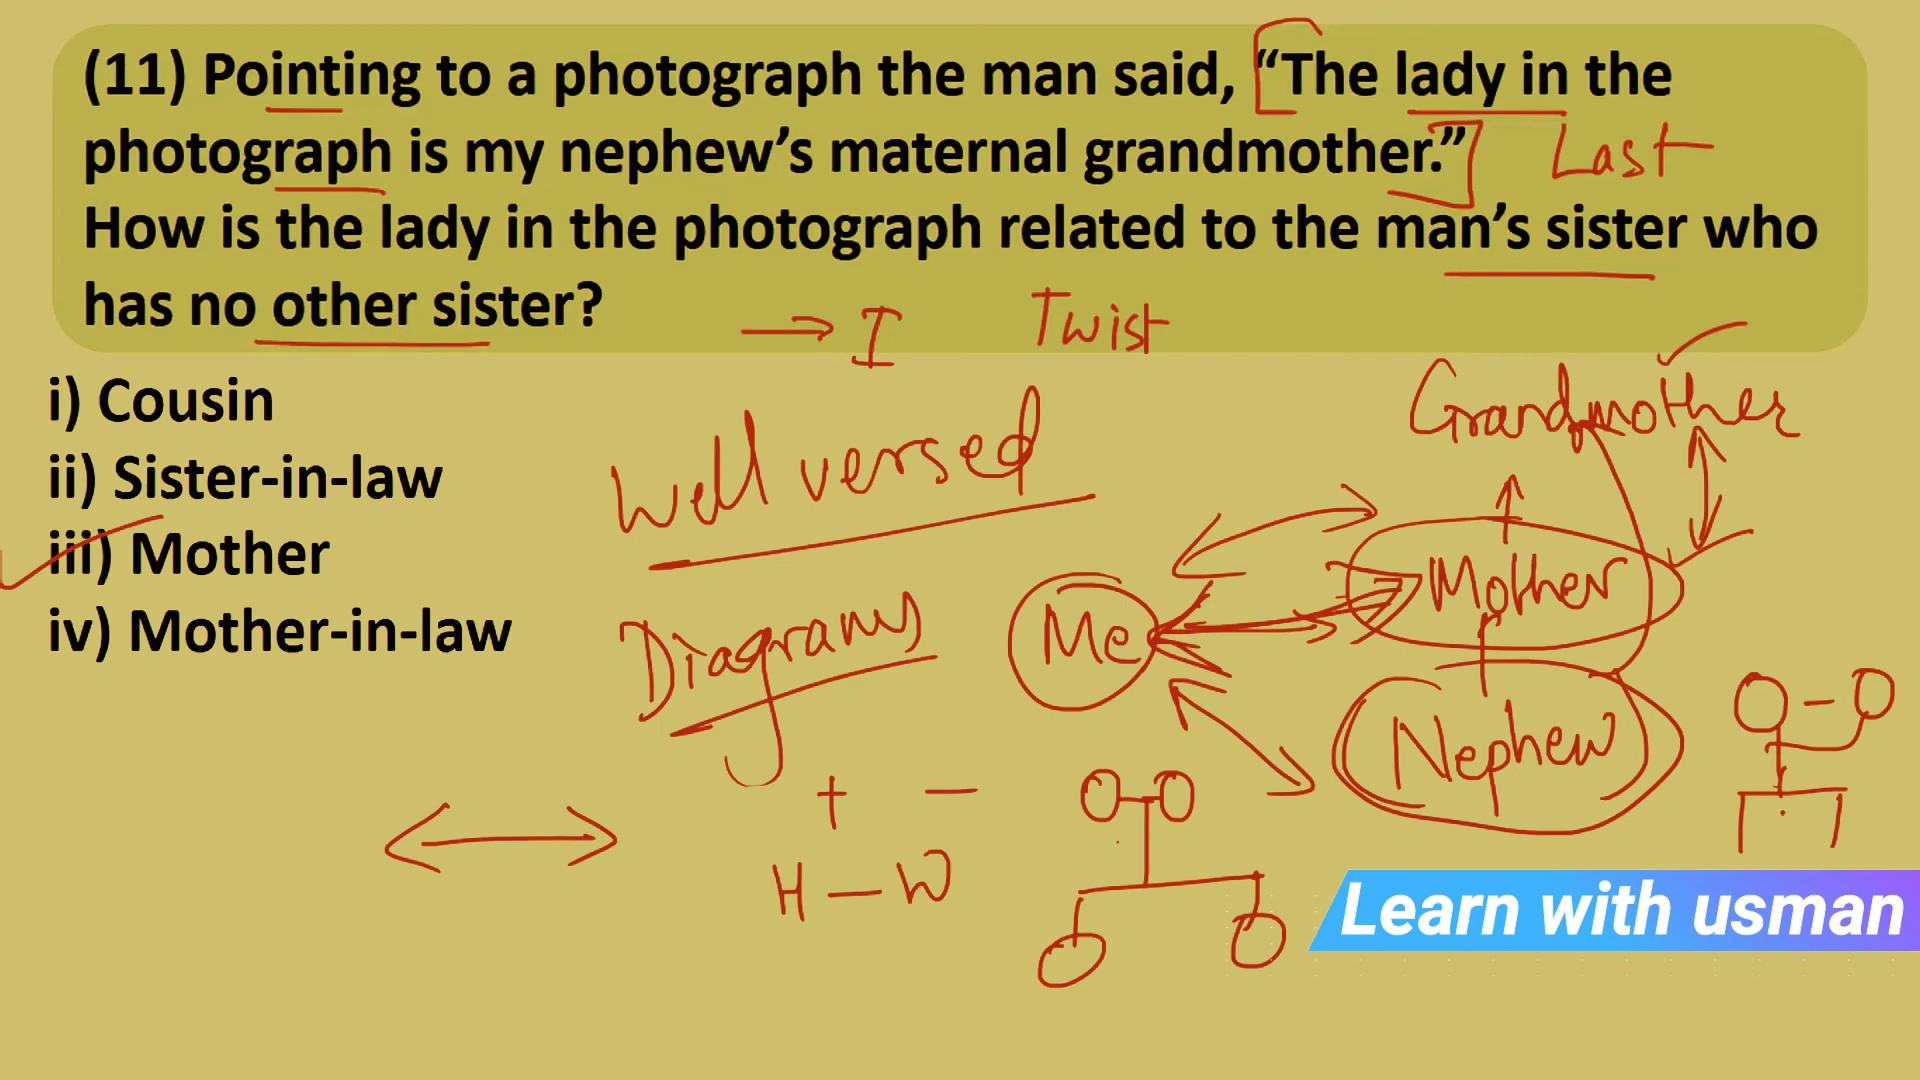 (11) Pointing to a photograph the man said, “The lady in the
photograph is my nephew’s maternal grandmother.”
Last
How is the lady in the photograph related to the man’s sister who
has no other sister?
→ I
Twist
i) Cousin
ii) Sister-in-law
iii) Mother
iv) Mother-in-law
Well versed
Diagrams
Grandmother
Mother
Me
Nephew
+ −
H — W
Learn with usman